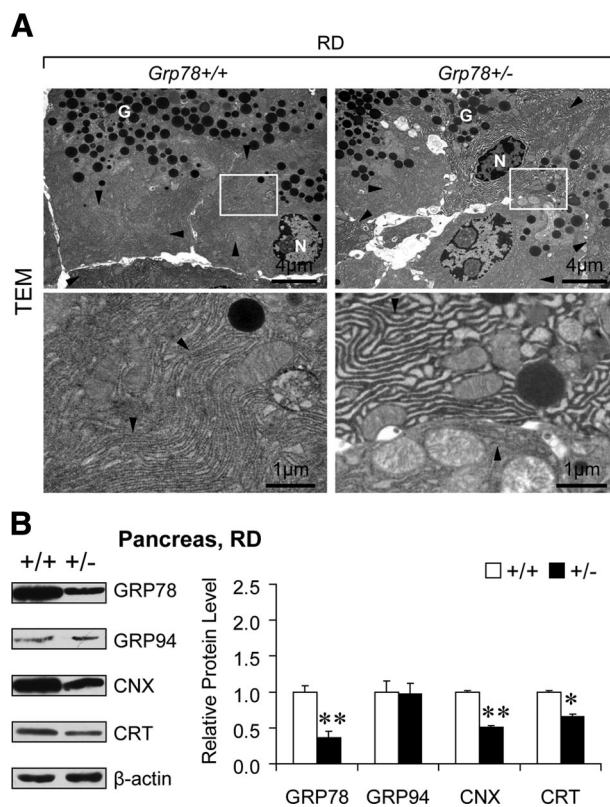 A
RD
Grp78+/+
Grp78+/-
TEM
G
N
4µm
G
N
4µm
1µm
1µm
B
Pancreas, RD
+/+ +/-
GRP78
GRP94
CNX
CRT
β-actin
+/+ +/-
Relative Protein Level
2.5
2.0
1.5
1.0
0.5
0.0
**
**
*
GRP78 GRP94 CNX CRT